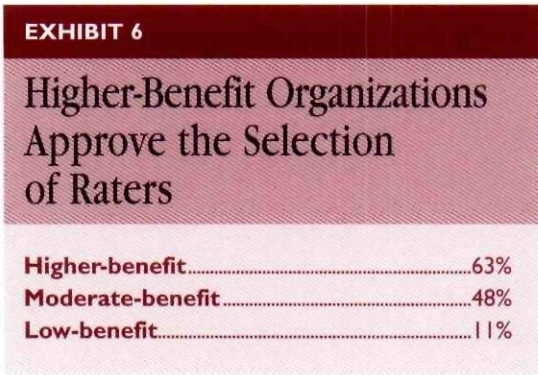 EXHIBIT 6
Higher-Benefit Organizations
Approve the Selection
of Raters
Higher-benefit..........................................................63%
Moderate-benefit..................................................48%
Low-benefit................................................................11%